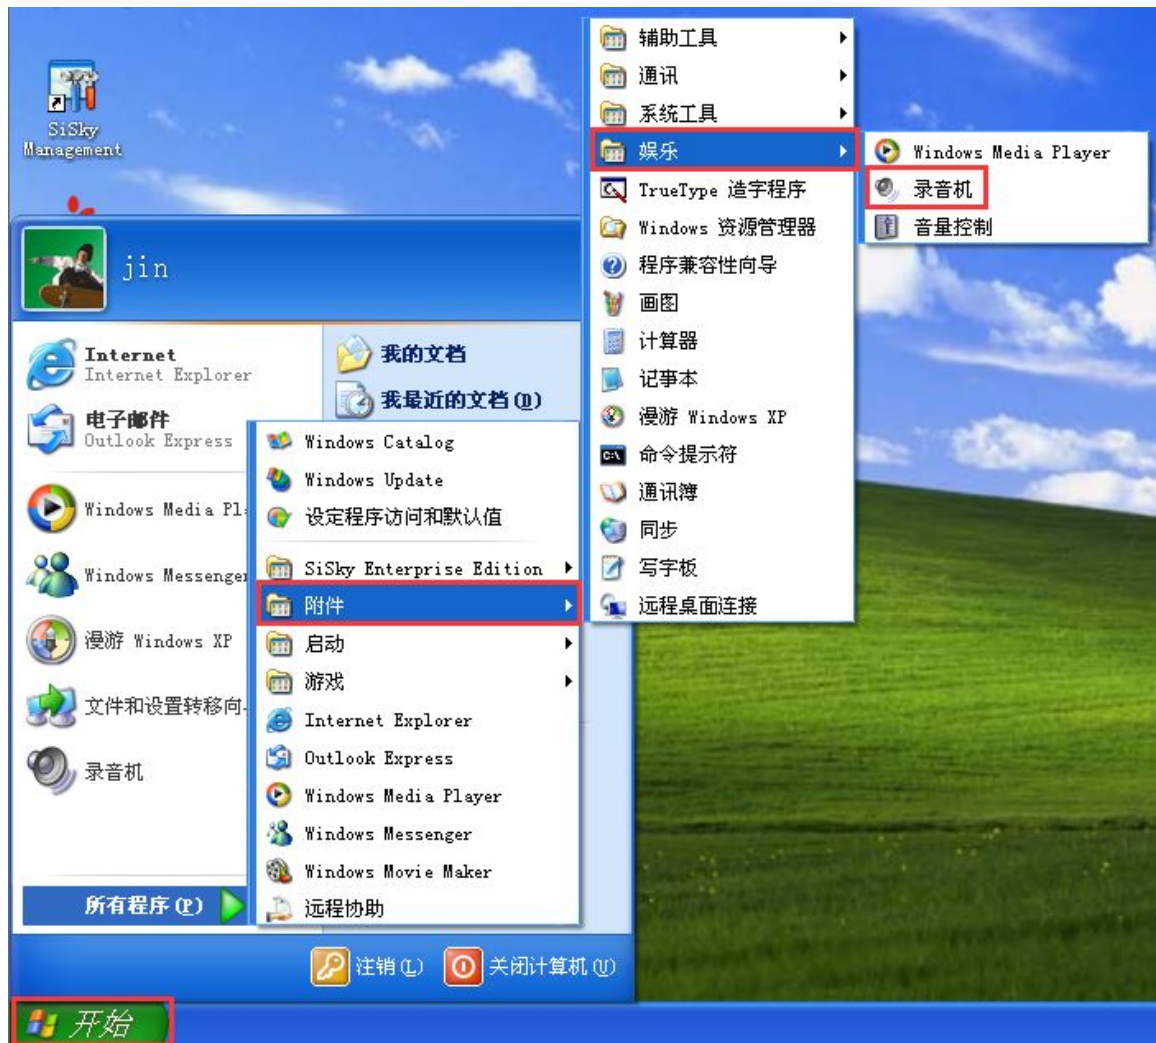 SiSky
Management
jin
Internet
Internet Explorer
电子邮件
Outlook Express
Windows Media Pl
Windows Messenger
漫游 Windows XP
文件和设置转移向
录音机
所有程序(P)
我的文档
我最近的文档(D)
Windows Catalog
Windows Update
设定程序访问和默认值
SiSky Enterprise Edition
附件
启动
游戏
Internet Explorer
Outlook Express
Windows Media Player
Windows Messenger
Windows Movie Maker
远程协助
辅助工具
通讯
系统工具
娱乐
TrueType 造字程序
Windows 资源管理器
程序兼容性向导
画图
计算器
记事本
漫游 Windows XP
命令提示符
通讯簿
同步
写字板
远程桌面连接
Windows Media Player
录音机
音量控制
注销(L)
关闭计算机(U)
开始